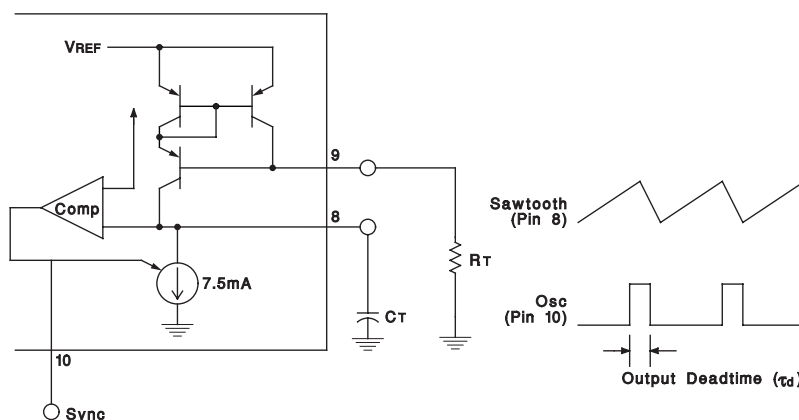 VREF
9
Comp
8
7.5mA
RT
CT
10
Sync
Sawtooth
(Pin 8)
Osc
(Pin 10)
Output Deadtime (τd)